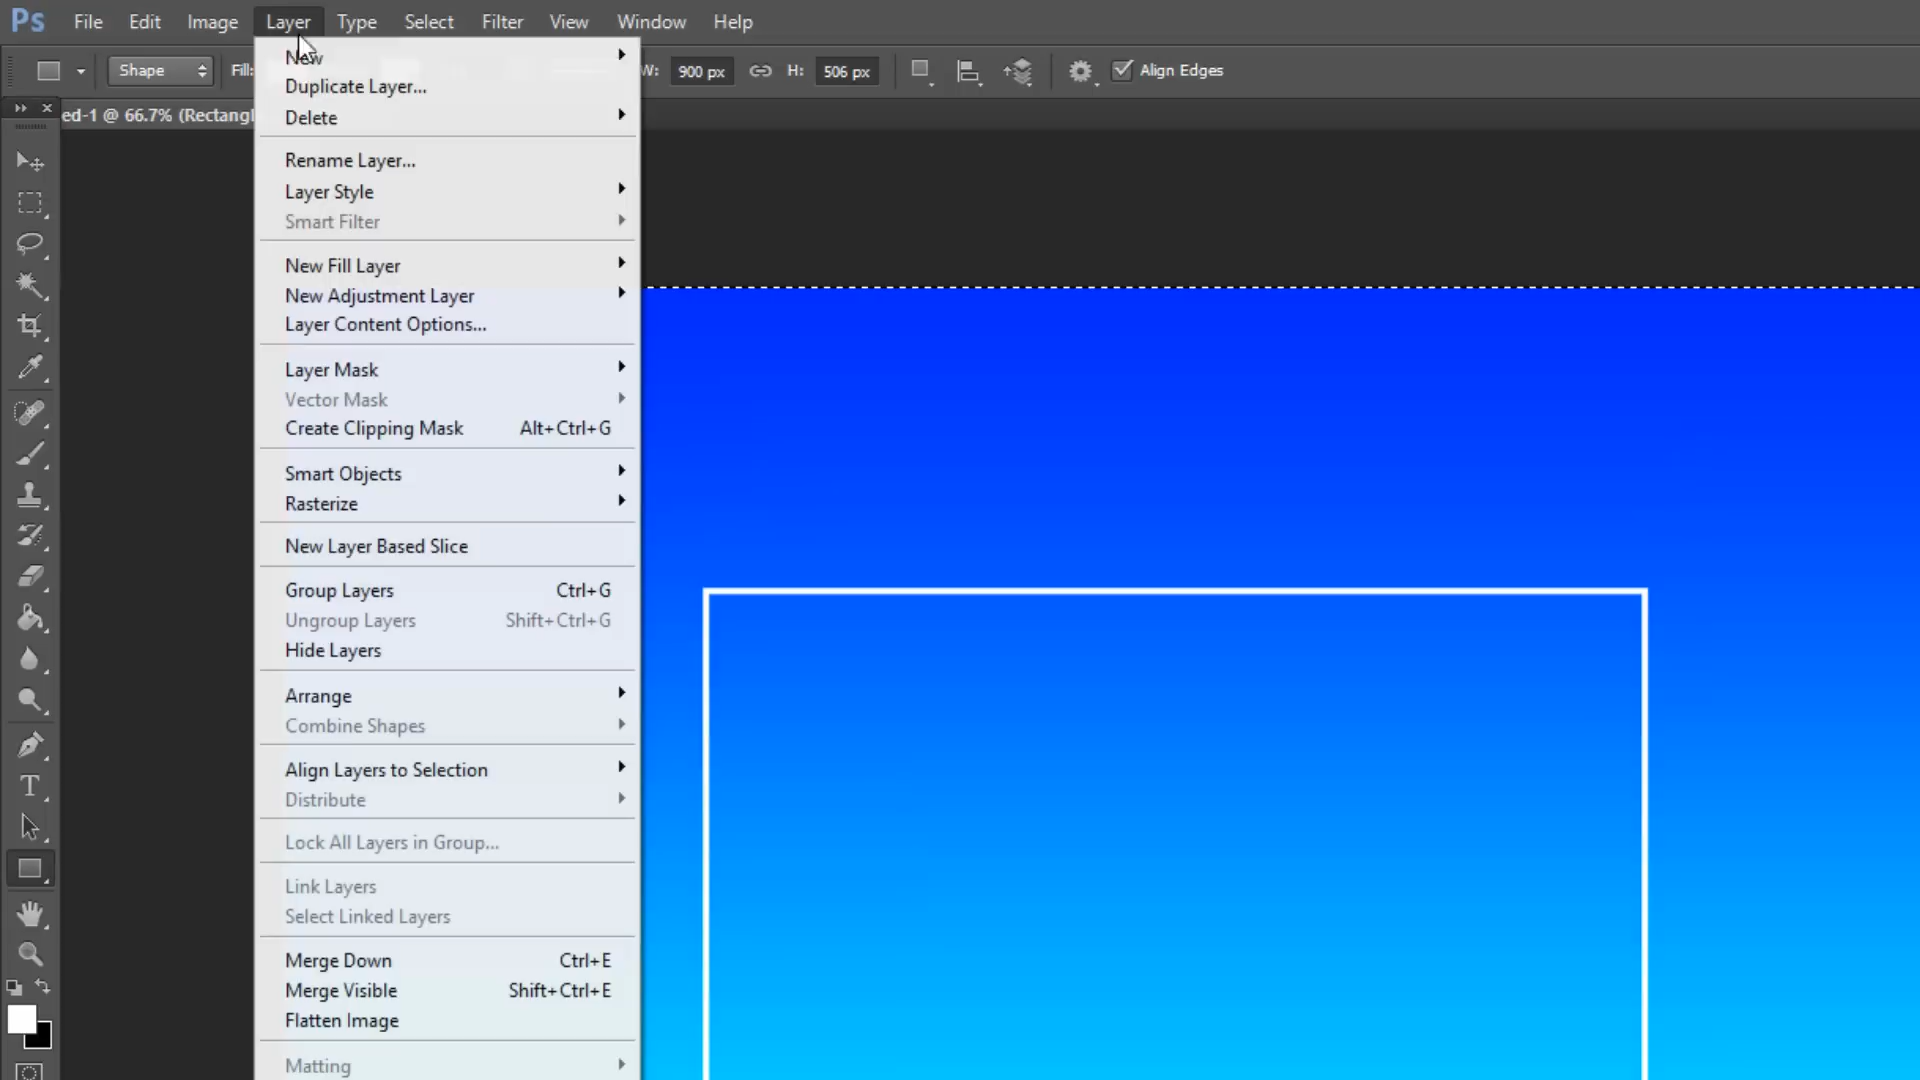 Ps File Edit Image Layer Type Select Filter View Window Help
Shape Fill: W: 900 px H: 506 px Align Edges
ed-1 @ 66.7% (Rectangl
New
Duplicate Layer...
Delete
Rename Layer...
Layer Style
Smart Filter
New Fill Layer
New Adjustment Layer
Layer Content Options...
Layer Mask
Vector Mask
Create Clipping Mask Alt+Ctrl+G
Smart Objects
Rasterize
New Layer Based Slice
Group Layers Ctrl+G
Ungroup Layers Shift+Ctrl+G
Hide Layers
Arrange
Combine Shapes
Align Layers to Selection
Distribute
Lock All Layers in Group...
Link Layers
Select Linked Layers
Merge Down Ctrl+E
Merge Visible Shift+Ctrl+E
Flatten Image
Matting